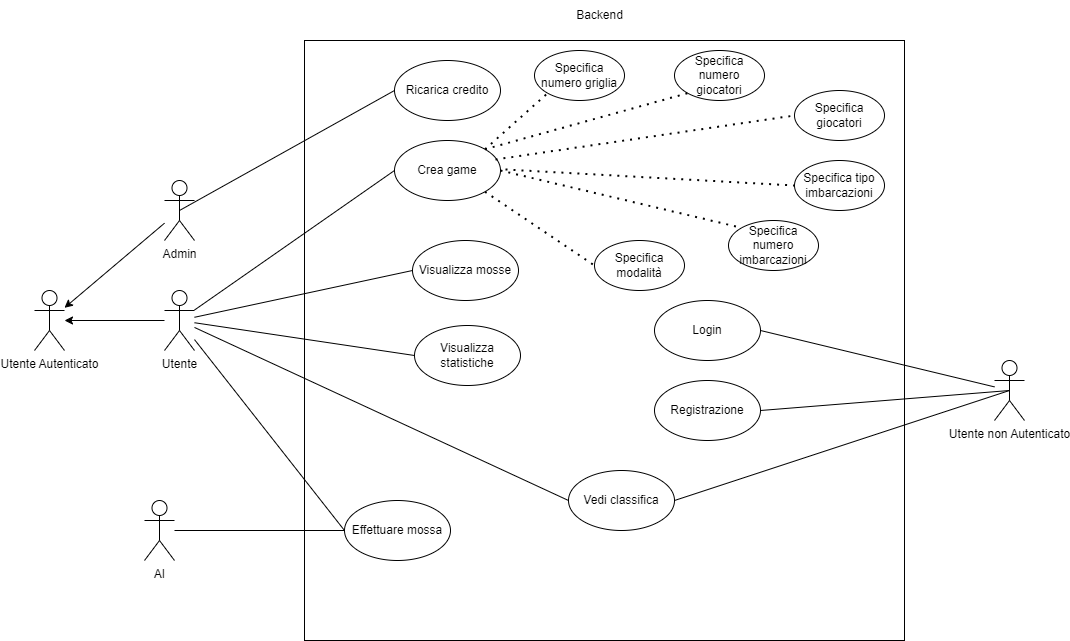 Backend
Specifica
numero griglia
Specifica
numero
giocatori
Ricarica credito
Specifica
giocatori
Crea game
Specifica tipo
imbarcazioni
Specifica
numero
imbarcazioni
Admin
Visualizza mosse
Specifica
modalità
Login
Utente Autenticato
Utente
Visualizza
statistiche
Registrazione
Utente non Autenticato
Vedi classifica
Effettuare mossa
AI